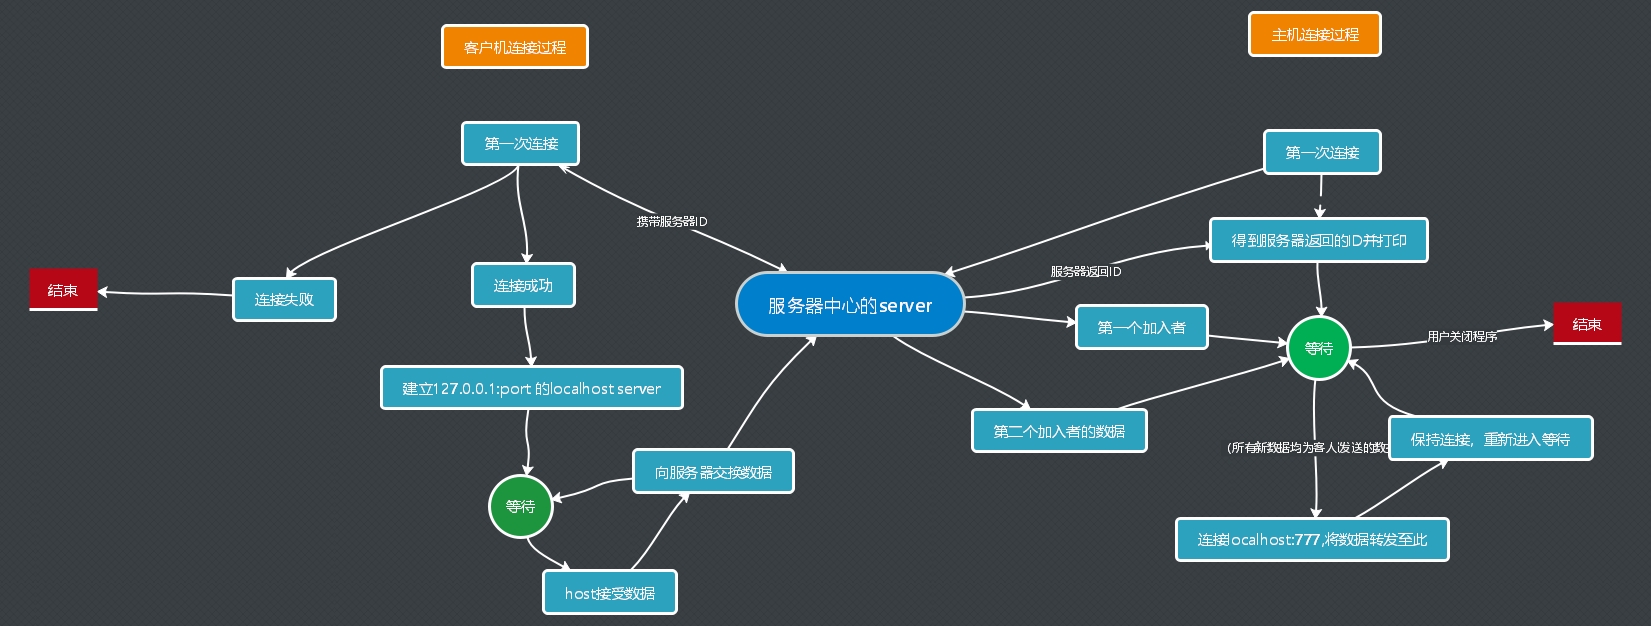 客户机连接过程
主机连接过程
第一次连接
第一次连接
携带服务器ID
得到服务器返回的ID并打印
服务器返回ID
连接成功
结束
连接失败
服务器中心的server
第一个加入者
等待
用户关闭程序
结束
建立127.0.0.1:port 的localhost server
第二个加入者的数据
(所有新数据均为客人发送的数
保持连接，重新进入等待
向服务器交换数据
等待
连接localhost:777,将数据转发至此
host接受数据